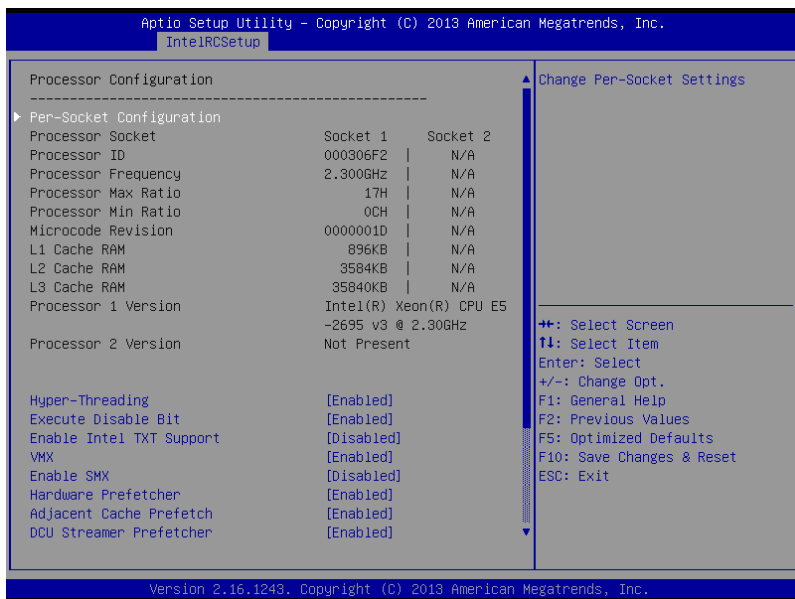 Aptio Setup Utility – Copyright (C) 2013 American Megatrends, Inc.
IntelRCSetup
Processor Configuration
--------------------------------------------------
Per-Socket Configuration
Processor Socket Socket 1 Socket 2
Processor ID 000306F2 | N/A
Processor Frequency 2.300GHz | N/A
Processor Max Ratio 17H | N/A
Processor Min Ratio 0CH | N/A
Microcode Revision 0000001D | N/A
L1 Cache RAM 896KB | N/A
L2 Cache RAM 3584KB | N/A
L3 Cache RAM 35840KB | N/A
Processor 1 Version Intel(R) Xeon(R) CPU E5
-2695 v3 @ 2.30GHz
Processor 2 Version Not Present
Hyper-Threading [Enabled]
Execute Disable Bit [Enabled]
Enable Intel TXT Support [Disabled]
VMX [Enabled]
Enable SMX [Disabled]
Hardware Prefetcher [Enabled]
Adjacent Cache Prefetch [Enabled]
DCU Streamer Prefetcher [Enabled]
Change Per-Socket Settings
→←: Select Screen
↑↓: Select Item
Enter: Select
+/-: Change Opt.
F1: General Help
F2: Previous Values
F5: Optimized Defaults
F10: Save Changes & Reset
ESC: Exit
Version 2.16.1243. Copyright (C) 2013 American Megatrends, Inc.